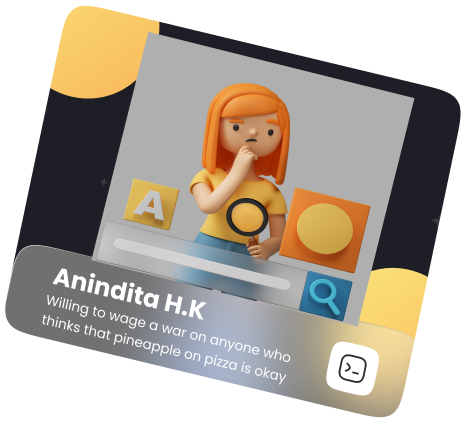 A
Anindita H.K
Willing to wage a war on anyone who
thinks that pineapple on pizza is okay